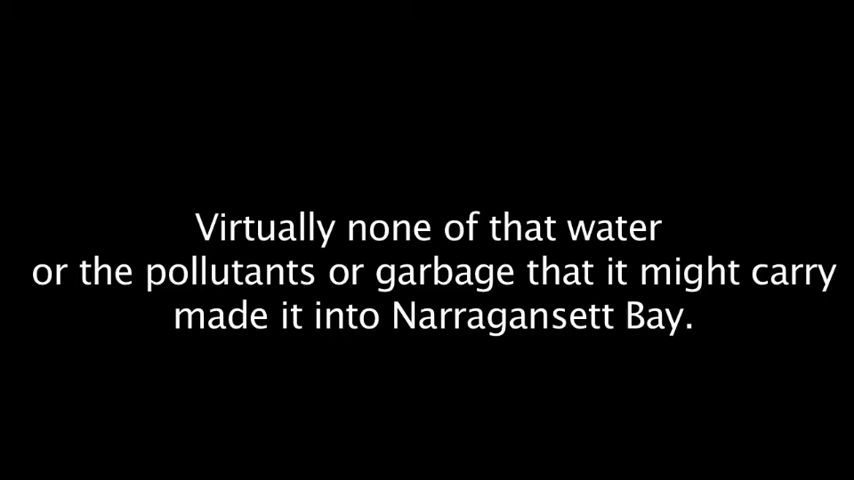 Virtually none of that water
or the pollutants or garbage that it might carry
made it into Narragansett Bay.